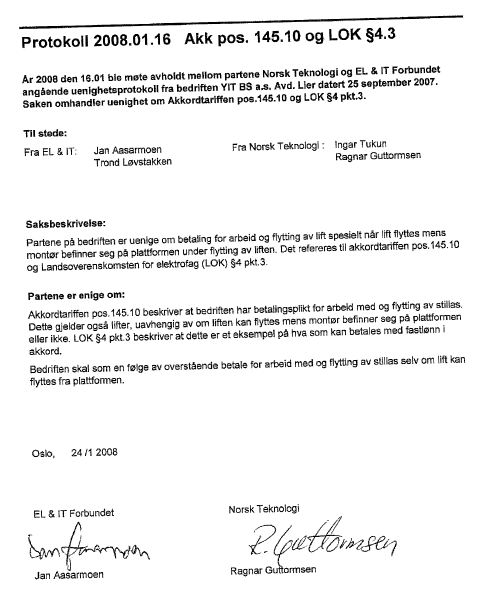 Protokoll 2008.01.16 Akk pos. 145.10 og LOK §4.3
År 2008 den 16.01 ble møte avholdt mellom partene Norsk Teknologi og EL & IT Forbundet
angående uenighetsprotokoll fra bedriften YIT BS a.s. Avd. Lier datert 25 september 2007.
Saken omhandler uenighet om Akkordtariffen pos.145.10 og LOK §4 pkt.3.
Til stede:
Fra EL & IT: Jan Aasarmoen Fra Norsk Teknologi : Ingar Tukun
Trond Løvstakken Ragnar Guttormsen
Saksbeskrivelse:
Partene på bedriften er uenige om betaling for arbeid og flytting av lift spesielt når lift flyttes mens
montør befinner seg på plattformen under flytting av liften. Det refereres til akkordtariffen pos.145.10
og Landsoverenskomsten for elektrofag (LOK) §4 pkt.3.
Partene er enige om:
Akkordtariffen pos.145.10 beskriver at bedriften har betalingsplikt for arbeid med og flytting av stillas.
Dette gjelder også lifter, uavhengig av om liften kan flyttes mens montør befinner seg på plattformen
eller ikke. LOK §4 pkt.3 beskriver at dette er et eksempel på hva som kan betales med fastlønn i
akkord.
Bedriften skal som en følge av overstående betale for arbeid med og flytting av stillas selv om lift kan
flyttes fra plattformen.
Oslo, 24 /1 2008
EL & IT Forbundet Norsk Teknologi
Jan Aasarmoen R. Guttormsen
Jan Aasarmoen Ragnar Guttormsen